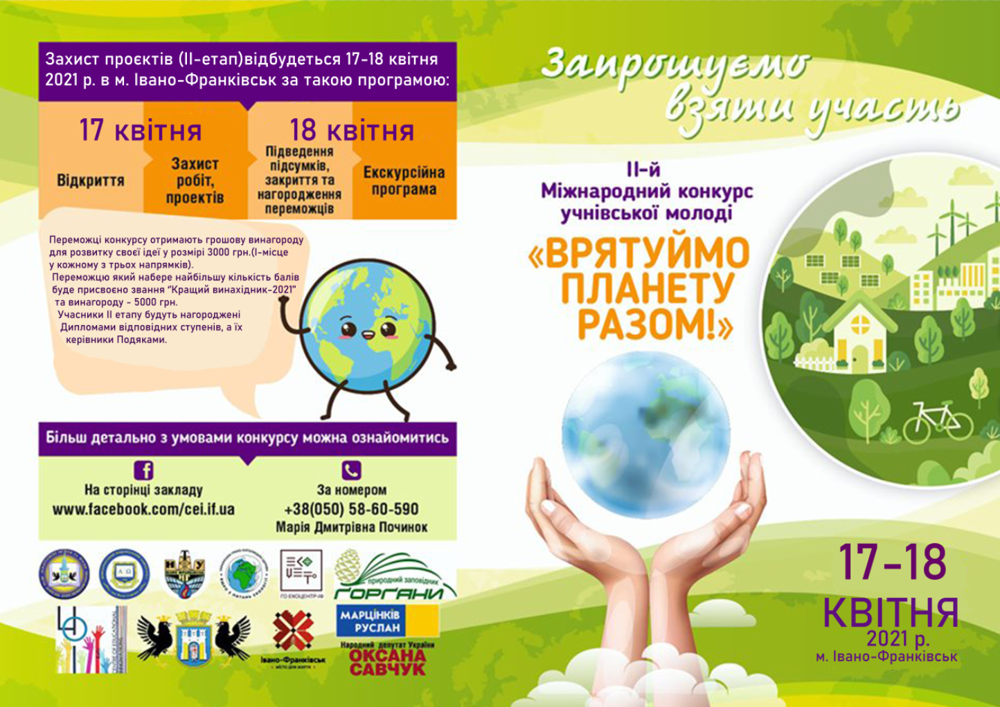 Захист проєктів (ІІ-етап)відбудеться 17-18 квітня
2021 р. в м. Івано-Франківськ за такою програмою:
17 квітня
18 квітня
Відкриття
Захист
робіт,
проектів
Підведення
підсумків,
закриття та
нагородження
переможців
Екскурсійна
програма
Переможці конкурсу отримають грошову винагороду
для розвитку своєї ідеї у розмірі 3000 грн.(І-місце
у кожному з трьох напрямків).
Переможцю який набере найбільшу кількість балів
буде присвоєно звання “Кращий винахідник-2021”
та винагороду - 5000 грн.
Учасники ІІ етапу будуть нагороджені
Дипломами відповідних ступенів, а їх
керівники Подяками.
Більш детально з умовами конкурсу можна ознайомитись
На сторінці закладу
www.facebook.com/cei.if.ua
За номером
+38(050) 58-60-590
Марія Дмитрівна Починок
ГО ЕКОЦЕНТР-ІФ
природний заповідник
ҐОРҐАНИ
Івано-Франківськ
МІСТО ДЛЯ ЖИТТЯ
МАРЦІНКІВ
РУСЛАН
Народний депутат України
ОКСАНА
САВЧУК
Запрошуємо
взяти участь
ІІ-й
Міжнародний конкурс
учнівської молоді
«ВРЯТУЙМО
ПЛАНЕТУ
РАЗОМ!»
17-18
КВІТНЯ
2021 р.
м. Івано-Франківськ